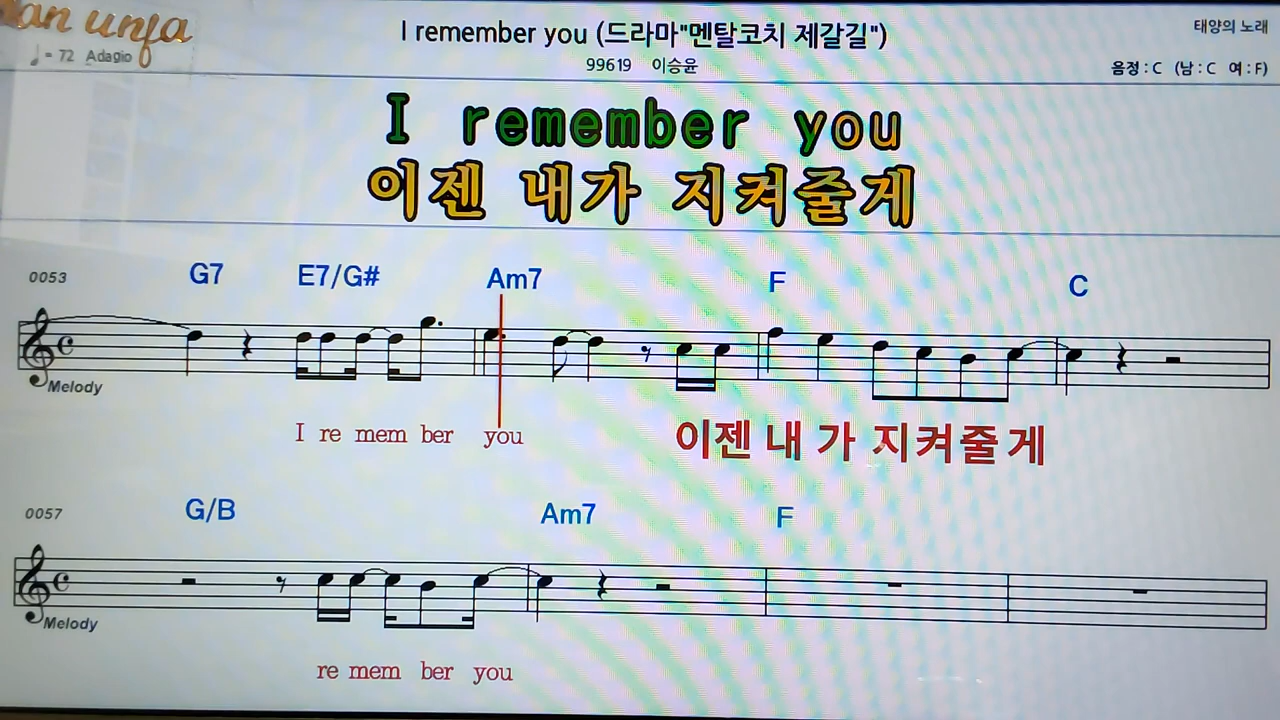 I remember you (드라마"멘탈코치 제갈길")
태양의 노래
♩= 72 Adagio
99619 이승윤
음정 : C (남 : C 여 : F)
I remember you
이젠 내가 지켜줄게
0053 G7 E7/G# Am7 F C
Melody
I re mem ber you 이젠 내 가 지켜줄게
0057 G/B Am7 F
Melody
re mem ber you